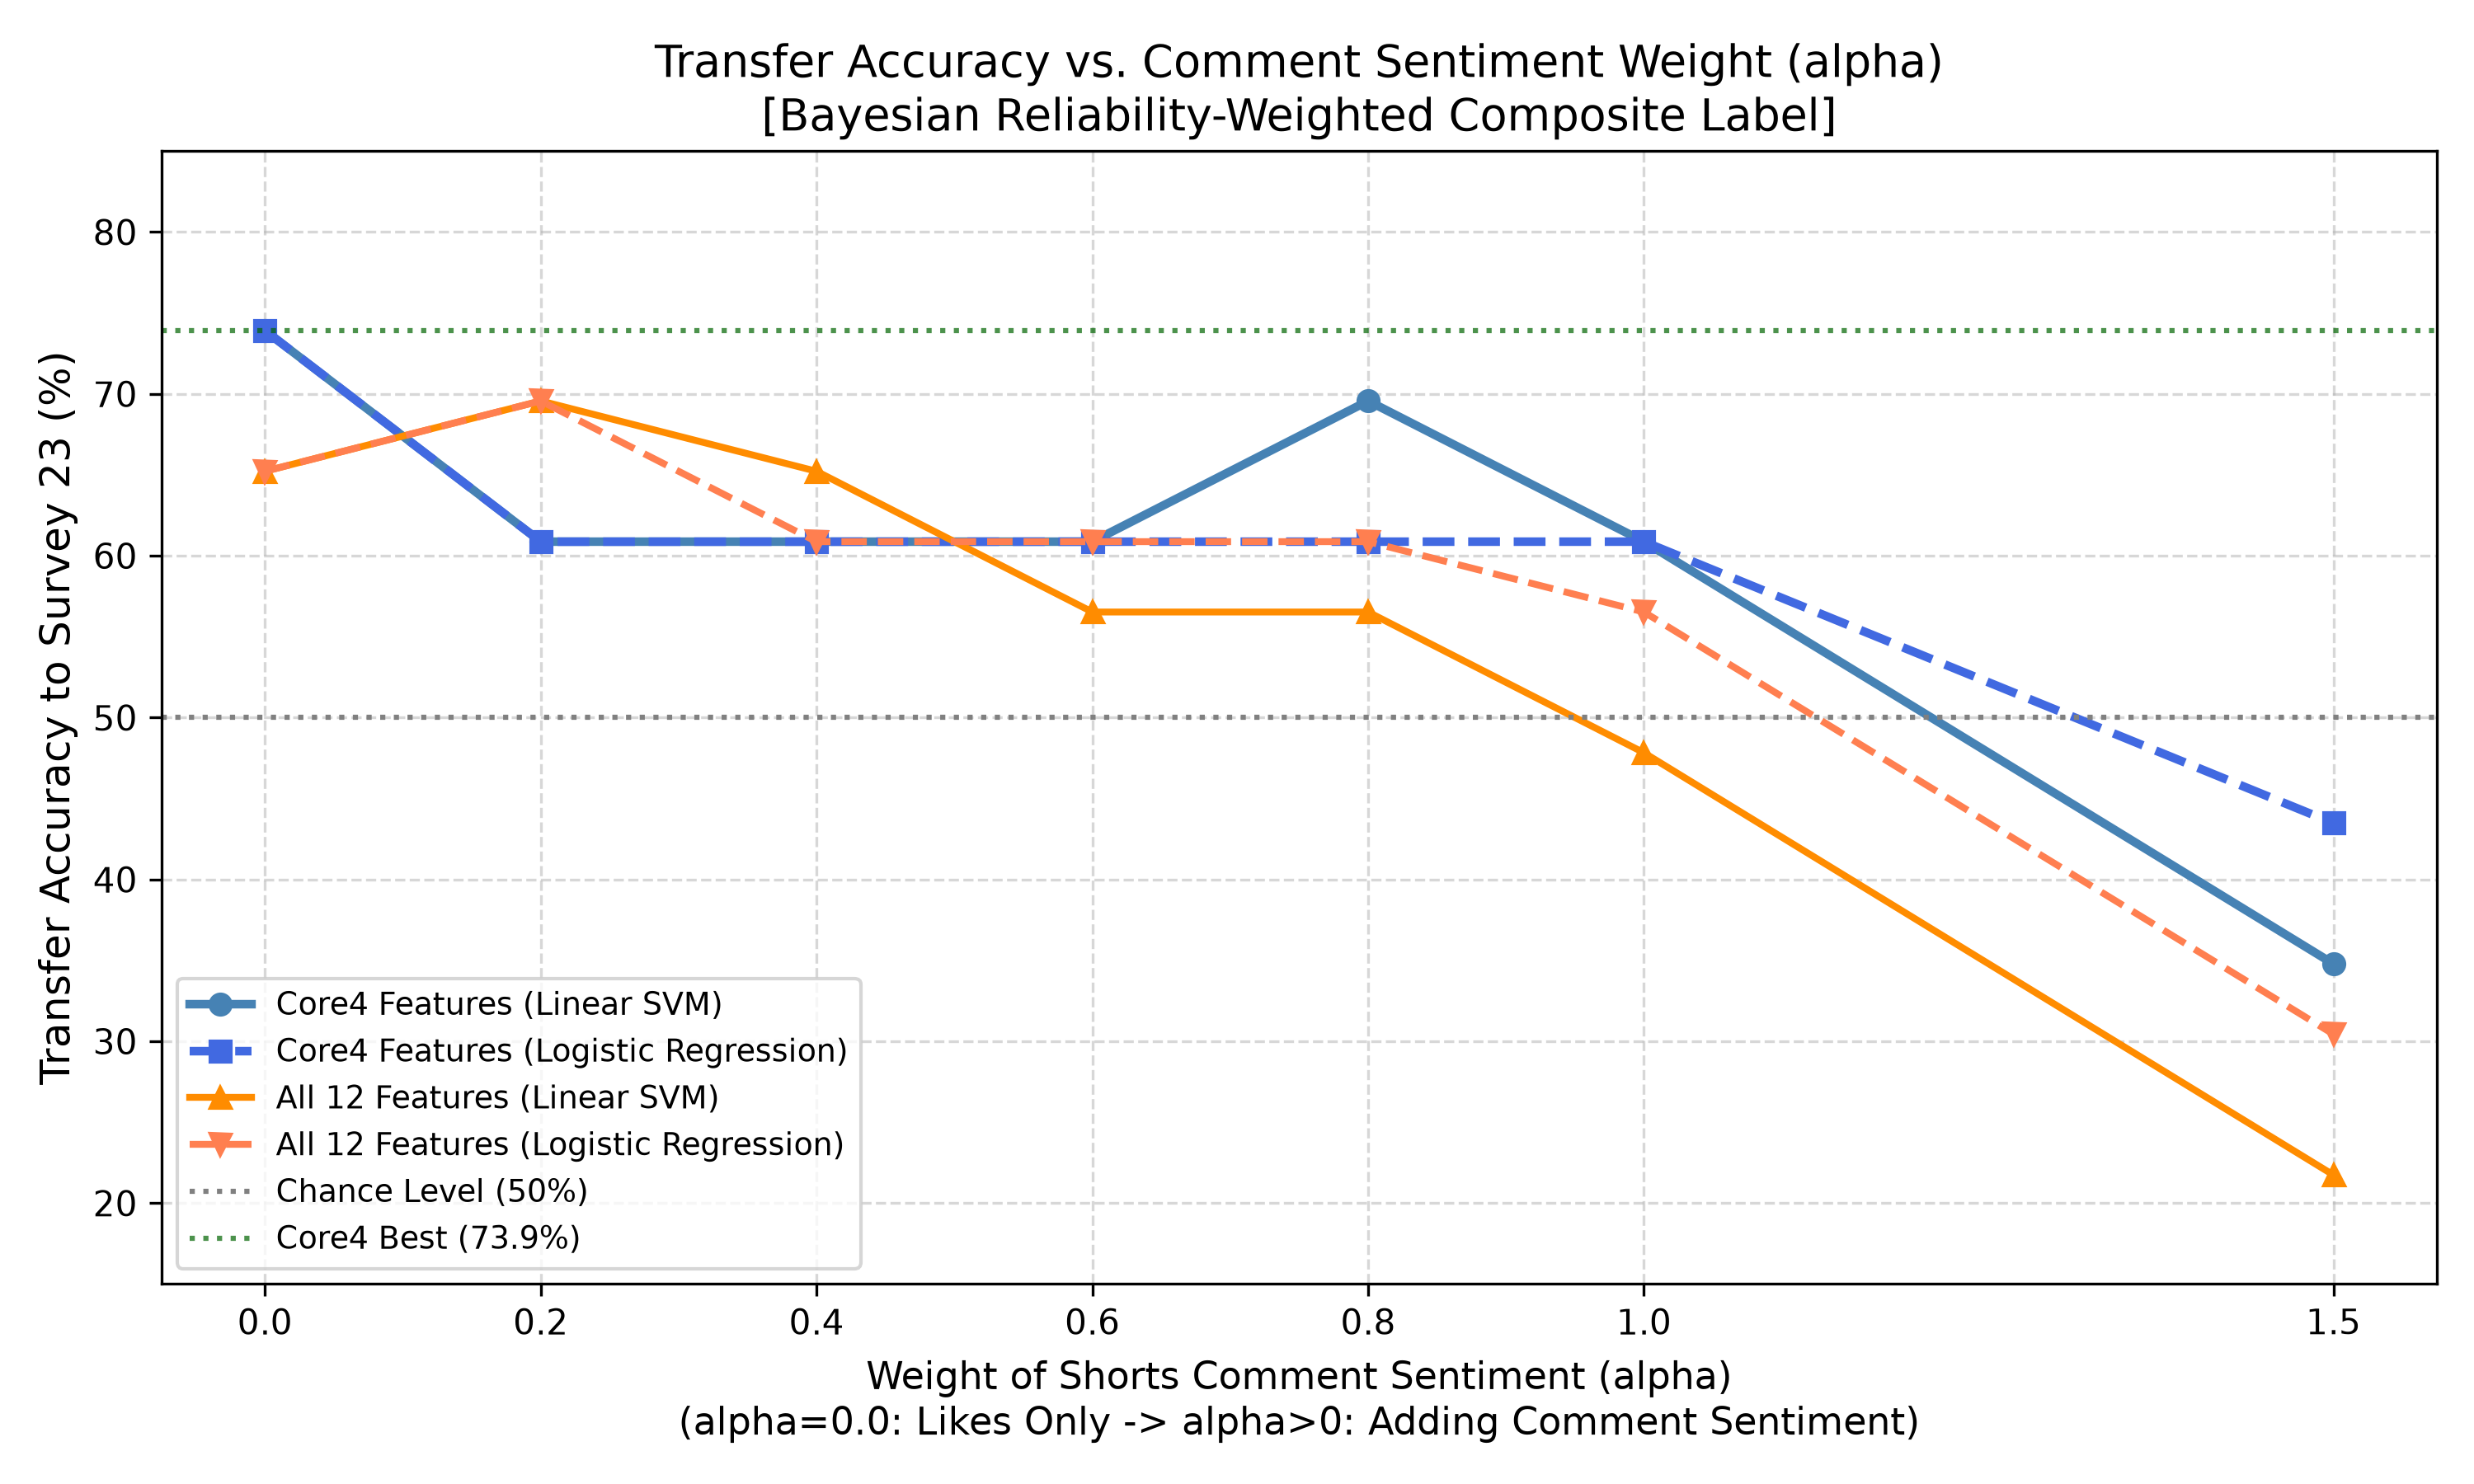 Transfer Accuracy vs. Comment Sentiment Weight (alpha)
[Bayesian Reliability-Weighted Composite Label]
Transfer Accuracy to Survey 23 (%)
80
70
60
50
40
30
20
Core4 Features (Linear SVM)
Core4 Features (Logistic Regression)
All 12 Features (Linear SVM)
All 12 Features (Logistic Regression)
Chance Level (50%)
Core4 Best (73.9%)
0.0 0.2 0.4 0.6 0.8 1.0 1.5
Weight of Shorts Comment Sentiment (alpha)
(alpha=0.0: Likes Only -> alpha>0: Adding Comment Sentiment)